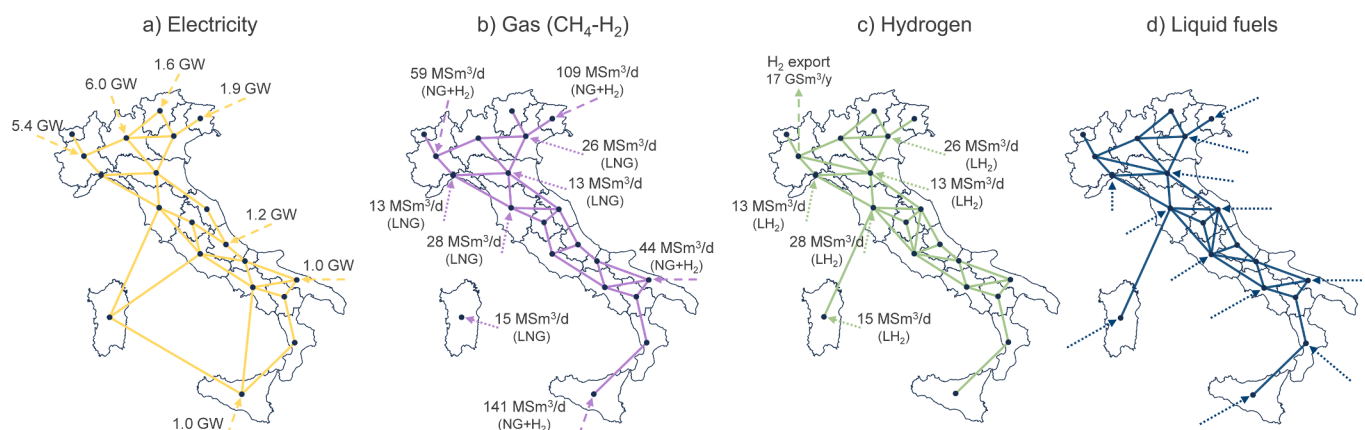 a) Electricity
1.6 GW
6.0 GW
1.9 GW
5.4 GW
1.2 GW
1.0 GW
1.0 GW
b) Gas (CH₄-H₂)
59 MSm³/d
(NG+H₂)
109 MSm³/d
(NG+H₂)
26 MSm³/d
(LNG)
13 MSm³/d
(LNG)
13 MSm³/d
(LNG)
28 MSm³/d
(LNG)
44 MSm³/d
(NG+H₂)
15 MSm³/d
(LNG)
141 MSm³/d
(NG+H₂)
c) Hydrogen
H₂ export
17 GSm³/y
26 MSm³/d
(LH₂)
13 MSm³/d
(LH₂)
13 MSm³/d
(LH₂)
28 MSm³/d
(LH₂)
15 MSm³/d
(LH₂)
d) Liquid fuels